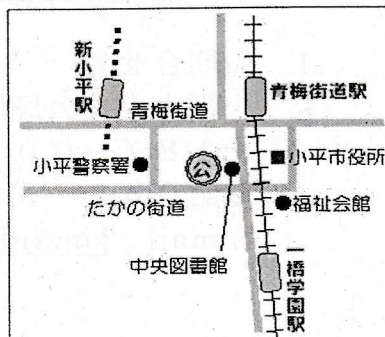 新小平駅
青梅街道
青梅街道駅
小平警察署
公
小平市役所
たかの街道
福祉会館
中央図書館
一橋学園駅